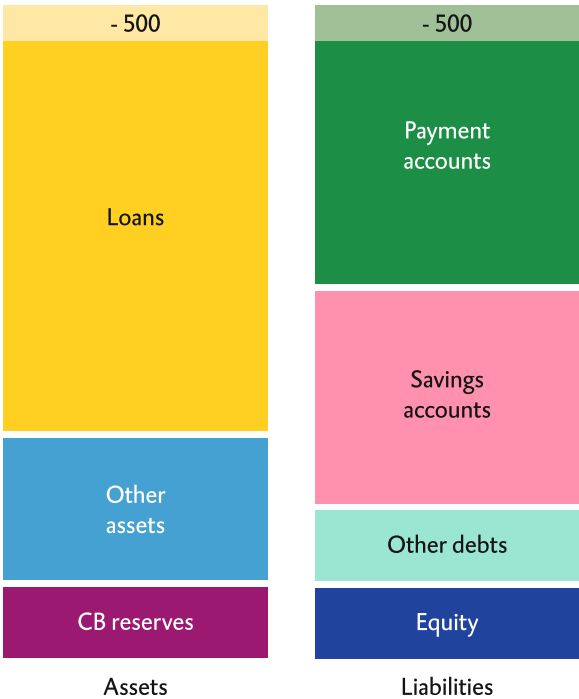 - 500
Loans
Other
assets
CB reserves
Assets
- 500
Payment
accounts
Savings
accounts
Other debts
Equity
Liabilities